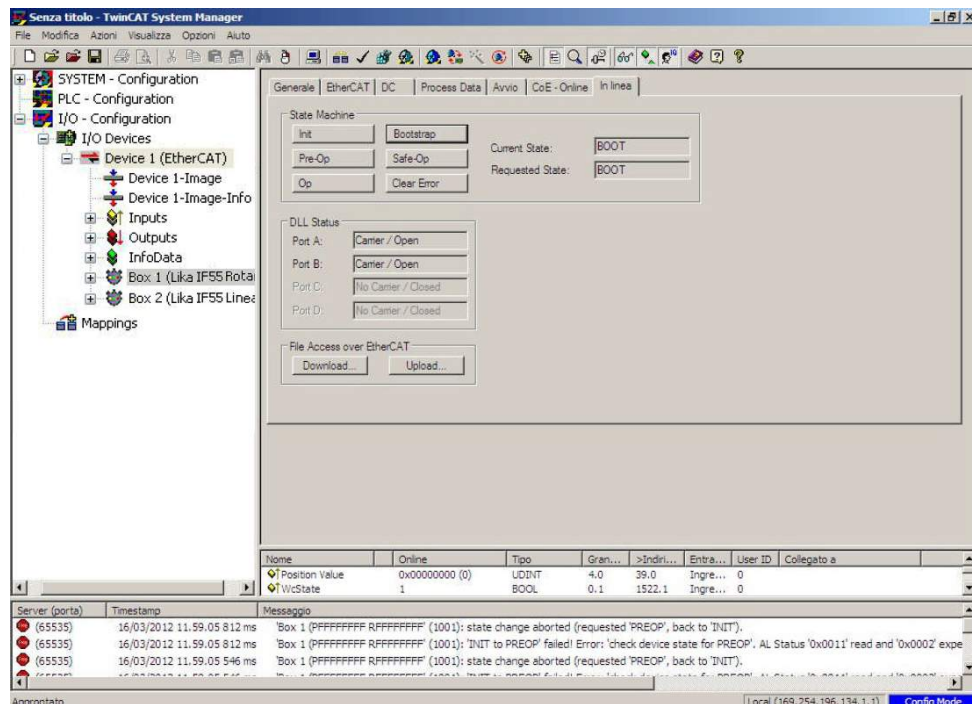 Senza titolo - TwinCAT System Manager
File Modifica Azioni Visualizza Opzioni Aiuto
SYSTEM - Configuration
PLC - Configuration
I/O - Configuration
I/O Devices
Device 1 (EtherCAT)
Device 1-Image
Device 1-Image-Info
Inputs
Outputs
InfoData
Box 1 (Lika IF55 Rota
Box 2 (Lika IF55 Linea
Mappings
Generale EtherCAT DC Process Data Avvio CoE - Online In linea
State Machine
Init Bootstrap
Pre-Op Safe-Op
Op Clear Error
Current State: BOOT
Requested State: BOOT
DLL Status
Port A: Carrier / Open
Port B: Carrier / Open
Port C: No Carrier / Closed
Port D: No Carrier / Closed
File Access over EtherCAT
Download... Upload...
Nome Online Tipo Gran... >Indiri... Entra... User ID Collegato a
Position Value 0x00000000 (0) UDINT 4.0 39.0 Ingre... 0
WcState 1 BOOL 0.1 1522.1 Ingre... 0
Server (porta) Timestamp Messaggio
(65535) 16/03/2012 11.59.05 812 ms 'Box 1 (PFFFFFFFF RFFFFFFFF' (1001): state change aborted (requested 'PREOP', back to 'INIT').
(65535) 16/03/2012 11.59.05 812 ms 'Box 1 (PFFFFFFFF RFFFFFFFF' (1001): 'INIT to PREOP' failed! Error: 'check device state for PREOP'. AL Status '0x0011' read and '0x0002' expe
(65535) 16/03/2012 11.59.05 546 ms 'Box 1 (PFFFFFFFF RFFFFFFFF' (1001): state change aborted (requested 'PREOP', back to 'INIT').
Approntato Local (169.254.196.134.1.1) Config Mode